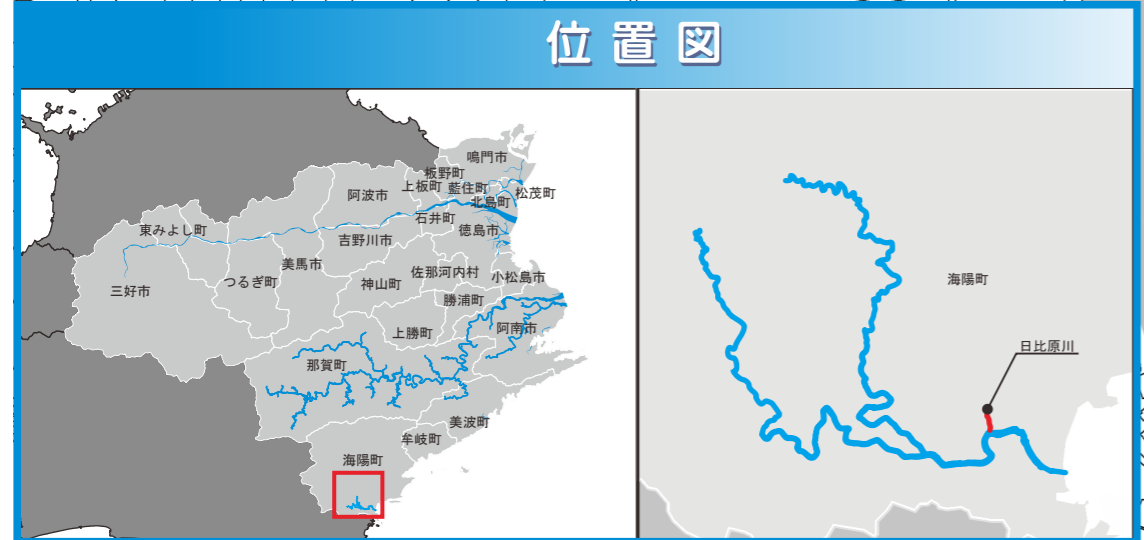 位置図
鳴門市
板野町
上板町
藍住町
松茂町
北島町
阿波市
石井町
徳島市
東みよし町
吉野川市
美馬市
佐那河内村
小松島市
つるぎ町
神山町
三好市
勝浦町
上勝町
阿南市
那賀町
美波町
牟岐町
海陽町
海陽町
日比原川